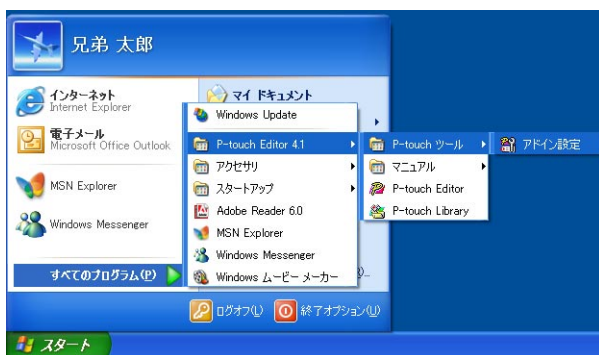 兄弟 太郎
インターネット
Internet Explorer
電子メール
Microsoft Office Outlook
MSN Explorer
Windows Messenger
すべてのプログラム(P)
マイ ドキュメント
Windows Update
P-touch Editor 4.1
アクセサリ
スタートアップ
Adobe Reader 6.0
MSN Explorer
Windows Messenger
Windows ムービー メーカー
P-touch ツール
マニュアル
P-touch Editor
P-touch Library
アドイン設定
ログオフ(L)
終了オプション(U)
スタート